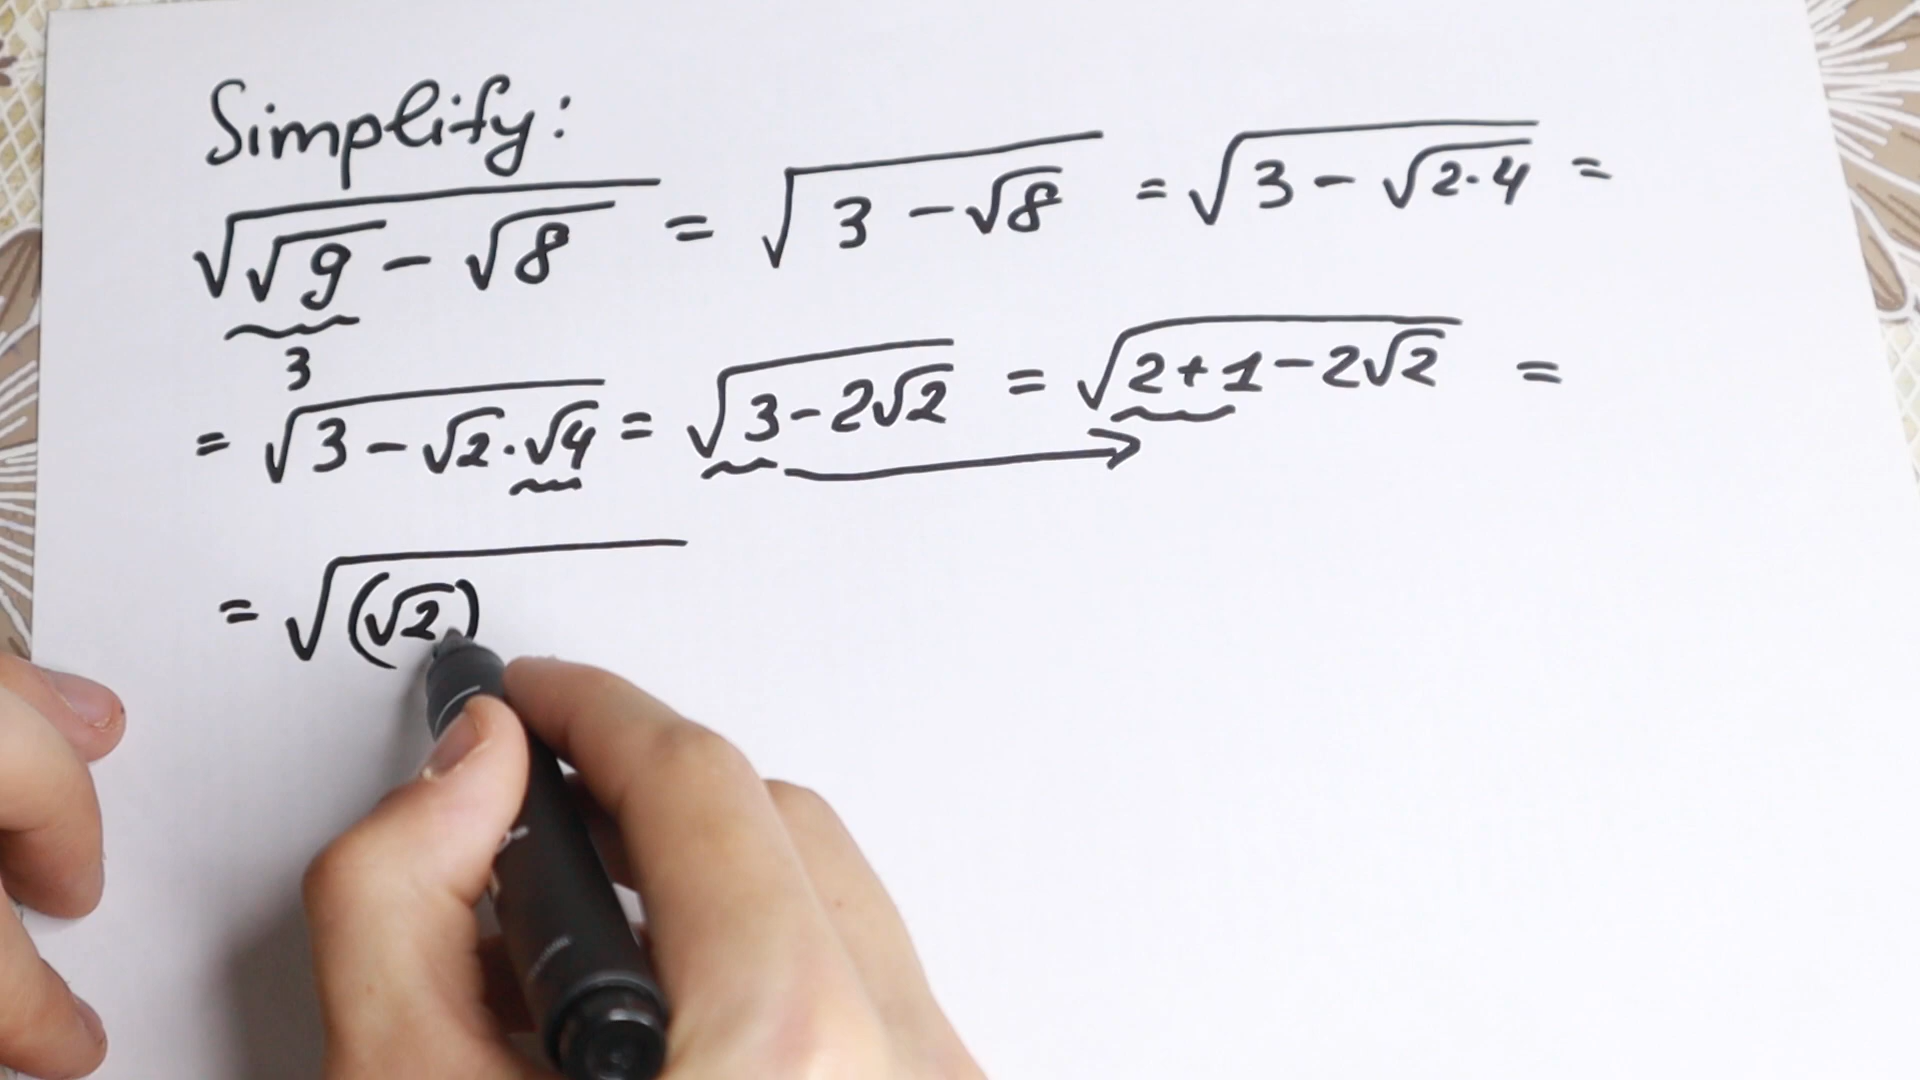 Simplify:
√(√9 - √8) = √(3 - √8) = √(3 - √(2·4)) =
3
= √(3 - √2·√4) = √(3 - 2√2) = √(2+1-2√2) =
= √((√2)